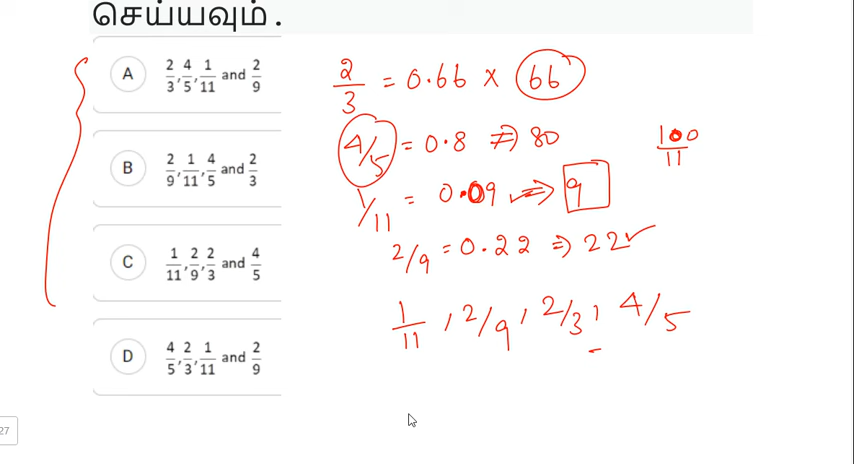 செய்யவும்.
A 2/3, 4/5, 1/11 and 2/9
B 2/9, 1/11, 4/5 and 2/3
C 1/11, 2/9, 2/3 and 4/5
D 4/5, 2/3, 1/11 and 2/9
2/3 = 0.66 × 66
4/5 = 0.8 ⇒ 80
100/11
1/11 = 0.09 ⇒ 9
2/9 = 0.22 ⇒ 22 ✓
1/11, 2/9, 2/3, 4/5
27